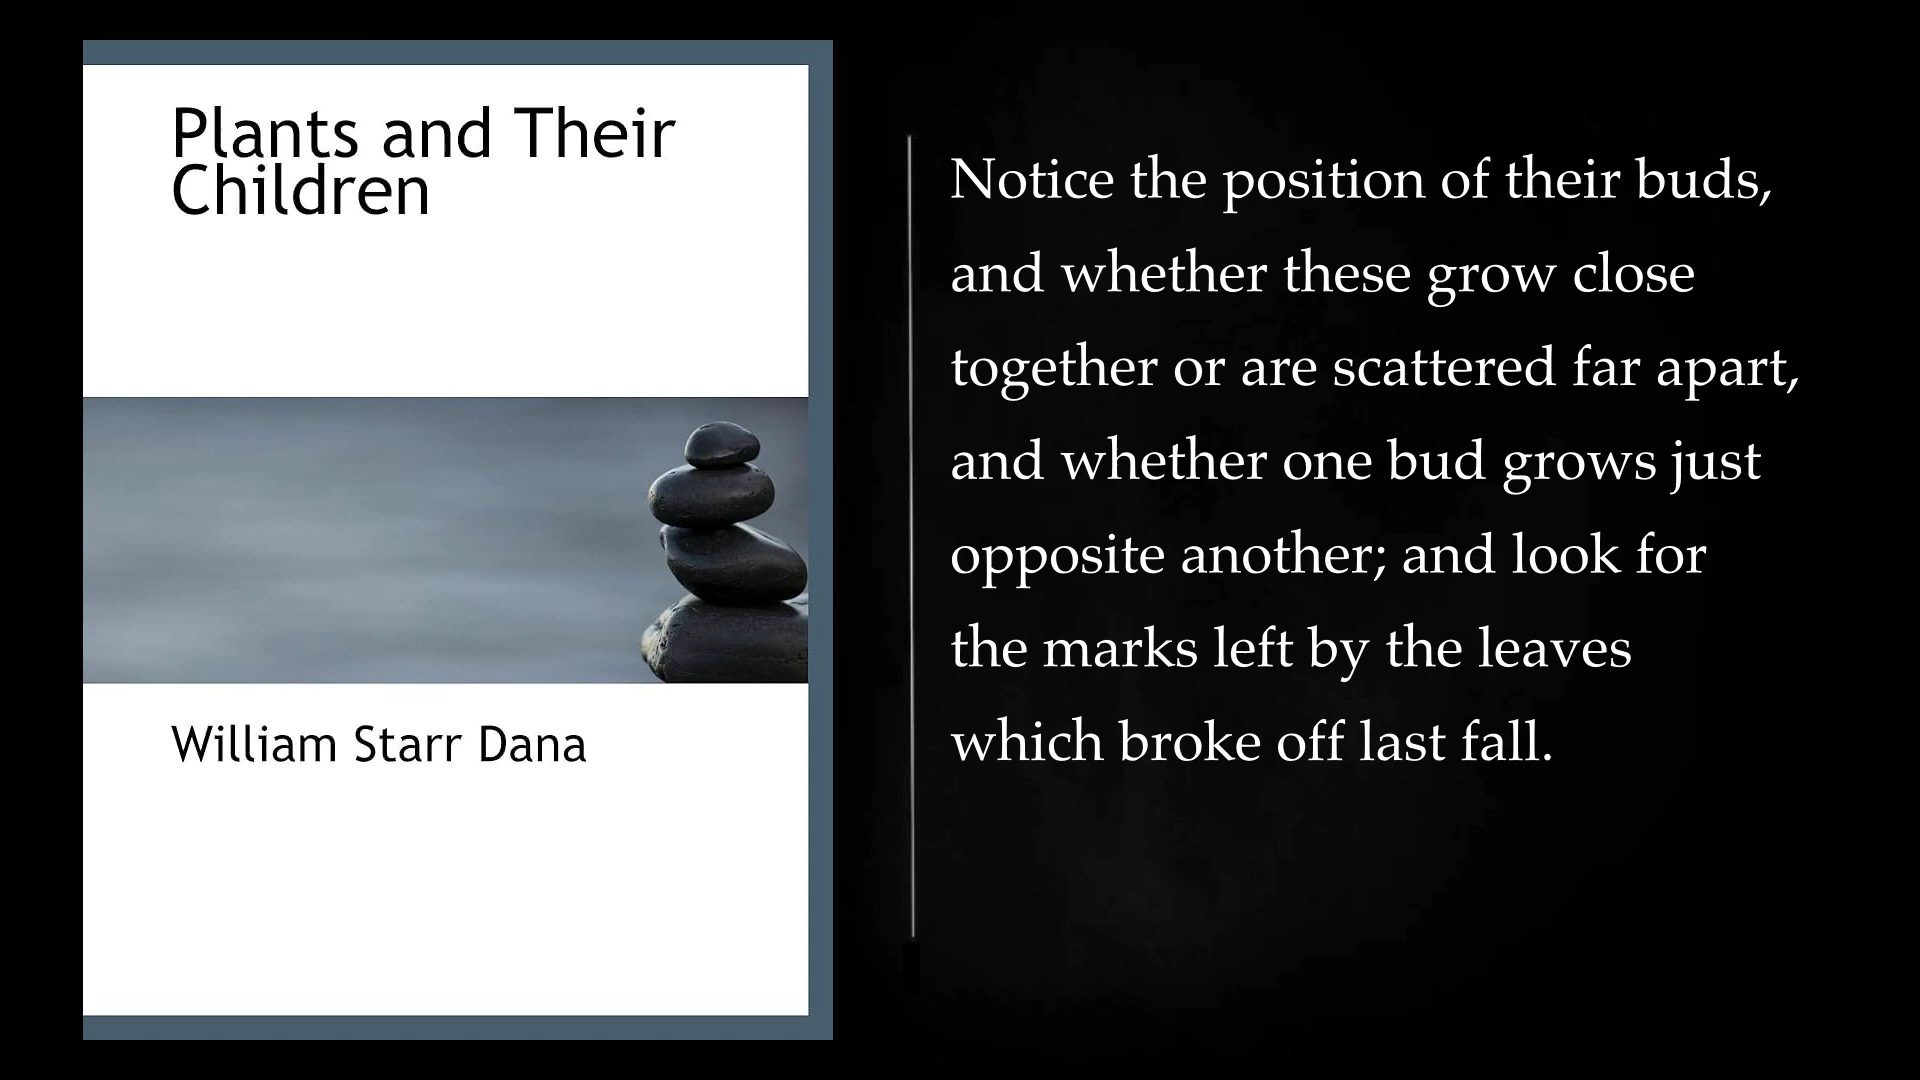 Plants and Their
Children
William Starr Dana
Notice the position of their buds,
and whether these grow close
together or are scattered far apart,
and whether one bud grows just
opposite another; and look for
the marks left by the leaves
which broke off last fall.